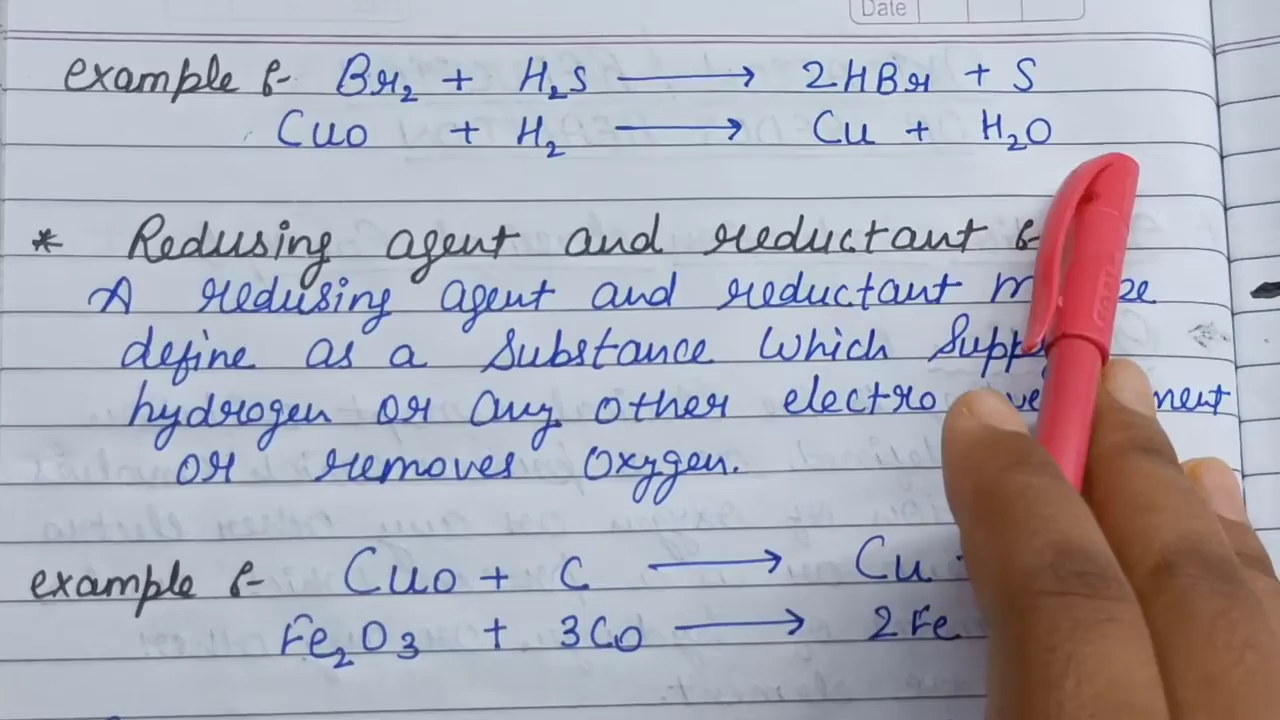 Date
example :- Br₂ + H₂S ⟶ 2HBr + S
CuO + H₂ ⟶ Cu + H₂O
* Redusing agent and reductant :-
A redusing agent and reductant
define as a substance which
hydrogen or any other
or removes oxygen.
example :- CuO + C ⟶ Cu
Fe₂O₃ + 3CO ⟶ 2Fe